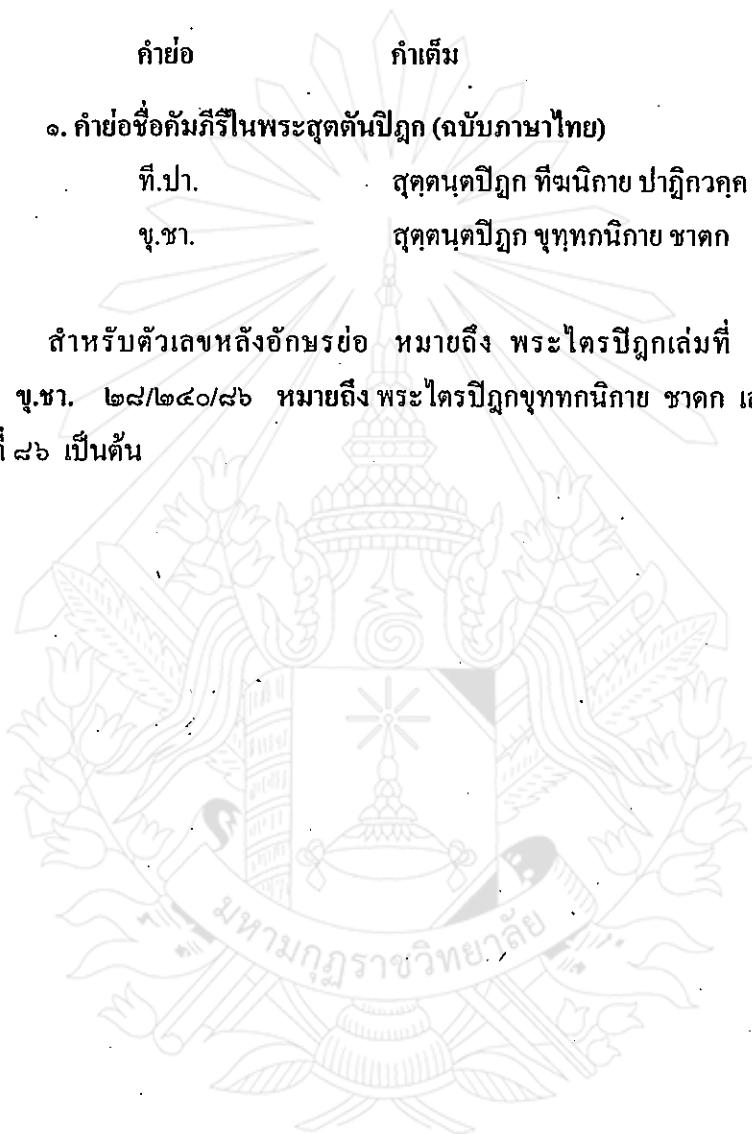 คำย่อ คำเต็ม
๑. คำย่อชื่อคัมภีร์ในพระสุตตันปิฎก (ฉบับภาษาไทย)
ที.ปา. สุตฺตนฺตปิฏก ทีฆนิกาย ปาฏิกวคฺค
ขุ.ชา. สุตฺตนฺตปิฏก ขุทฺทกนิกาย ชาตก
สำหรับตัวเลขหลังอักษรย่อ หมายถึง พระไตรปิฎกเล่มที่
ขุ.ชา. ๒๘/๒๔๐/๘๖ หมายถึง พระไตรปิฎกขุททกนิกาย ชาดก
ที่ ๘๖ เป็นต้น
มหามกุฏราชวิทยาลัย